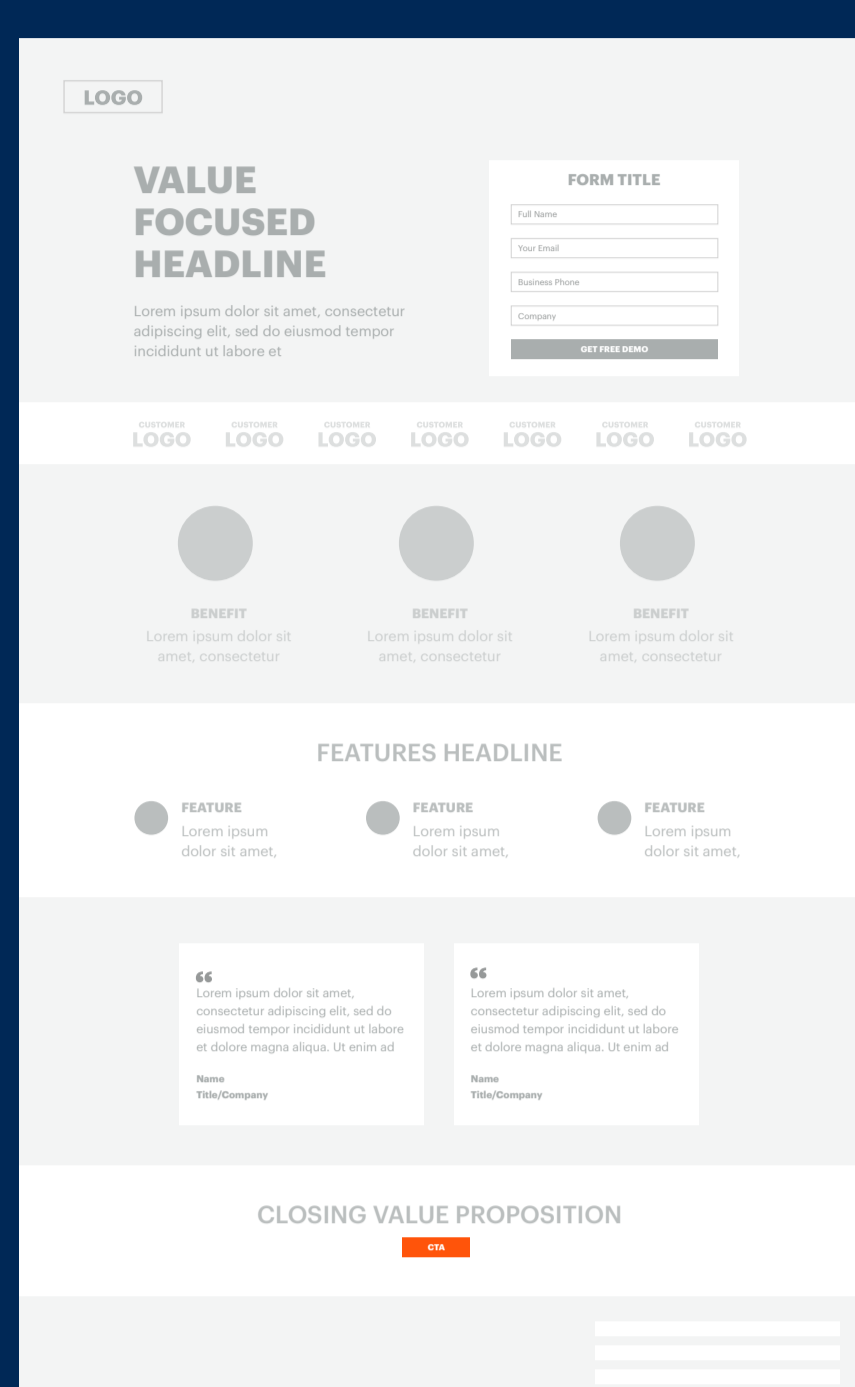 LOGO
VALUE
FOCUSED
HEADLINE
Lorem ipsum dolor sit amet, consectetur
adipiscing elit, sed do eiusmod tempor
incididunt ut labore et
FORM TITLE
Full Name
Your Email
Business Phone
Company
GET FREE DEMO
CUSTOMER
LOGO
CUSTOMER
LOGO
CUSTOMER
LOGO
CUSTOMER
LOGO
CUSTOMER
LOGO
CUSTOMER
LOGO
CUSTOMER
LOGO
BENEFIT
Lorem ipsum dolor sit
amet, consectetur
BENEFIT
Lorem ipsum dolor sit
amet, consectetur
BENEFIT
Lorem ipsum dolor sit
amet, consectetur
FEATURES HEADLINE
FEATURE
Lorem ipsum
dolor sit amet,
FEATURE
Lorem ipsum
dolor sit amet,
FEATURE
Lorem ipsum
dolor sit amet,
“
Lorem ipsum dolor sit amet,
consectetur adipiscing elit, sed do
eiusmod tempor incididunt ut labore
et dolore magna aliqua. Ut enim ad
Name
Title/Company
“
Lorem ipsum dolor sit amet,
consectetur adipiscing elit, sed do
eiusmod tempor incididunt ut labore
et dolore magna aliqua. Ut enim ad
Name
Title/Company
CLOSING VALUE PROPOSITION
CTA